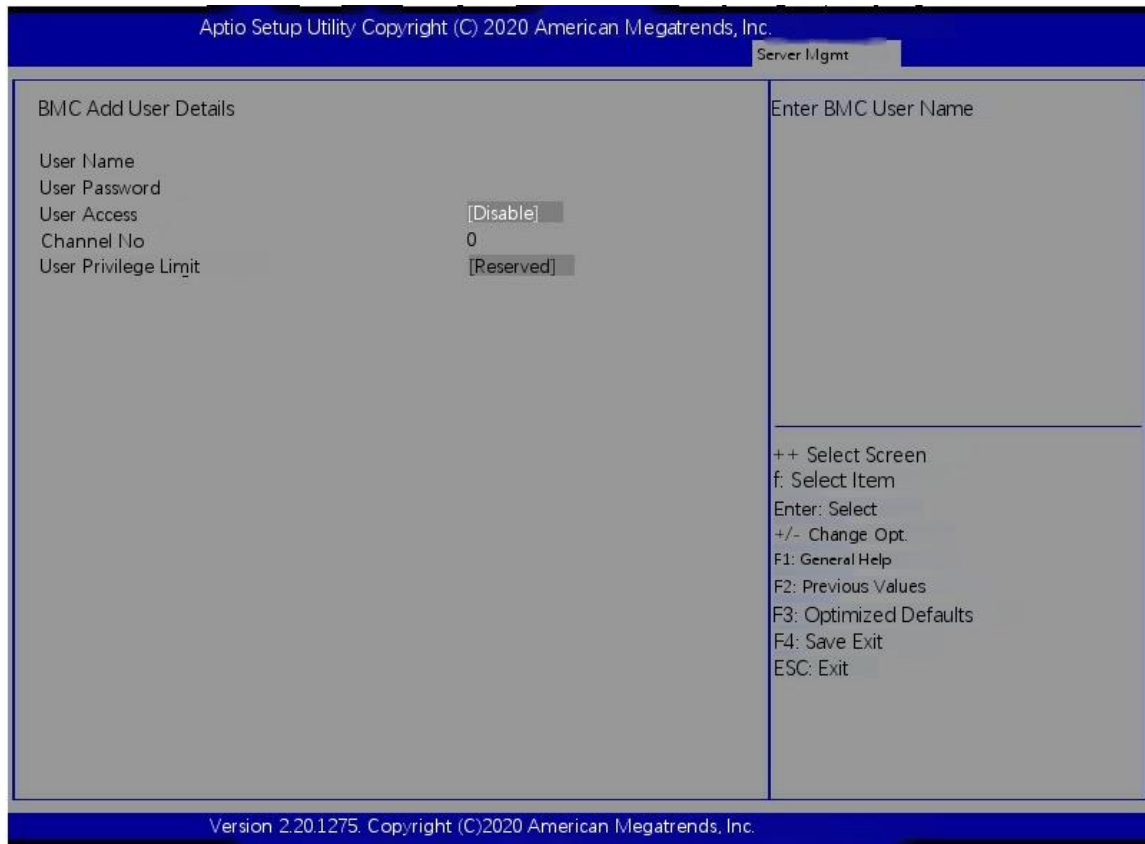 Aptio Setup Utility Copyright (C) 2020 American Megatrends, Inc.
Server Mgmt
BMC Add User Details
User Name
User Password
User Access [Disable]
Channel No 0
User Privilege Limit [Reserved]
Enter BMC User Name
++ Select Screen
f: Select Item
Enter: Select
+/- Change Opt.
F1: General Help
F2: Previous Values
F3: Optimized Defaults
F4: Save Exit
ESC: Exit
Version 2.20.1275. Copyright (C)2020 American Megatrends, Inc.